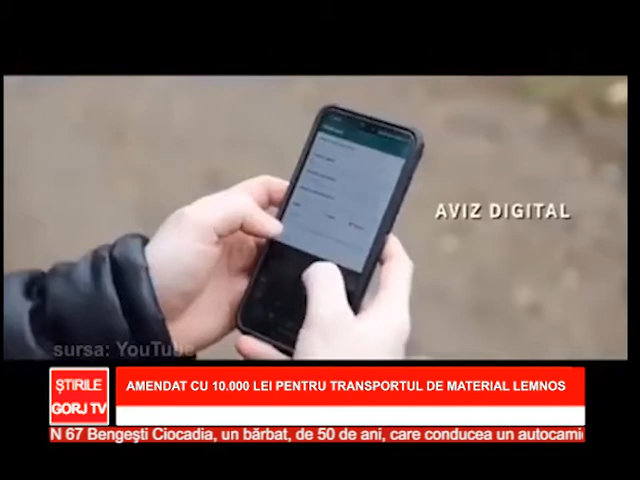 AVIZ DIGITAL
sursa: YouTube
ȘTIRILE
GORJ TV
AMENDAT CU 10.000 LEI PENTRU TRANSPORTUL DE MATERIAL LEMNOS
N 67 Bengeşti Ciocadia, un bărbat, de 50 de ani, care conducea un autocami